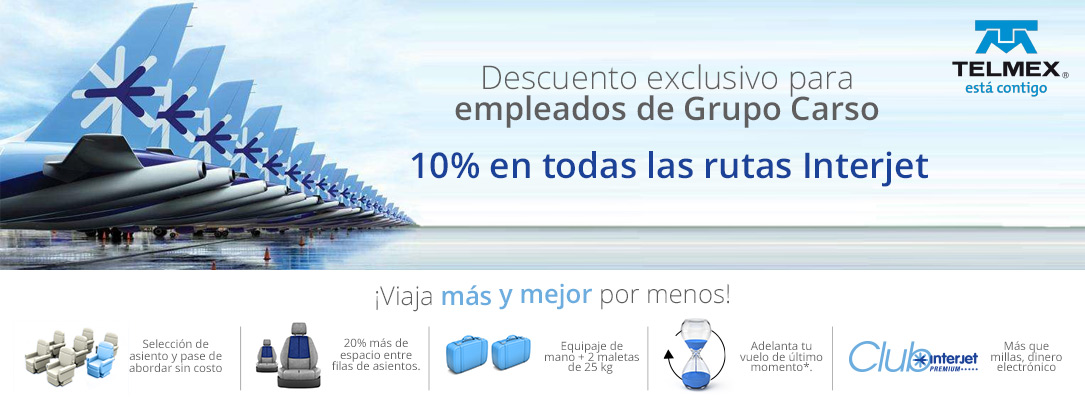 TELMEX®
está contigo
Descuento exclusivo para
empleados de Grupo Carso
10% en todas las rutas Interjet
¡Viaja más y mejor por menos!
Selección de
asiento y pase de
abordar sin costo
20% más de
espacio entre
filas de asientos.
Equipaje de
mano + 2 maletas
de 25 kg
Adelanta tu
vuelo de último
momento*.
Club interjet
PREMIUM
Más que
millas, dinero
electrónico